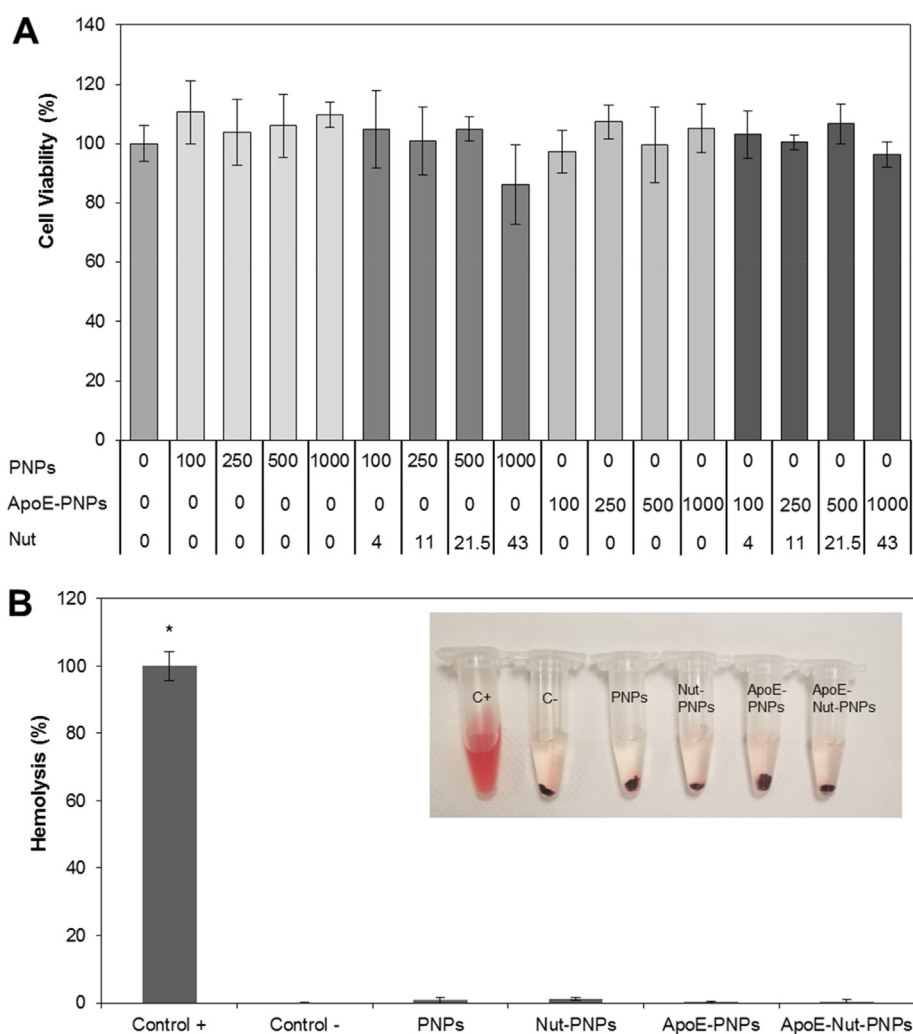 A
Cell Viability (%)
140
120
100
80
60
40
20
0
PNPs 0 100 250 500 1000 100 250 500 1000 0 0 0 0 0 0 0 0
ApoE-PNPs 0 0 0 0 0 0 0 0 0 100 250 500 1000 100 250 500 1000
Nut 0 0 0 0 0 4 11 21.5 43 0 0 0 0 4 11 21.5 43
B
Hemolysis (%)
120
100
80
60
40
20
0
*
C+ C- PNPs Nut- ApoE- ApoE-
PNPs PNPs Nut-PNPs
Control + Control - PNPs Nut-PNPs ApoE-PNPs ApoE-Nut-PNPs